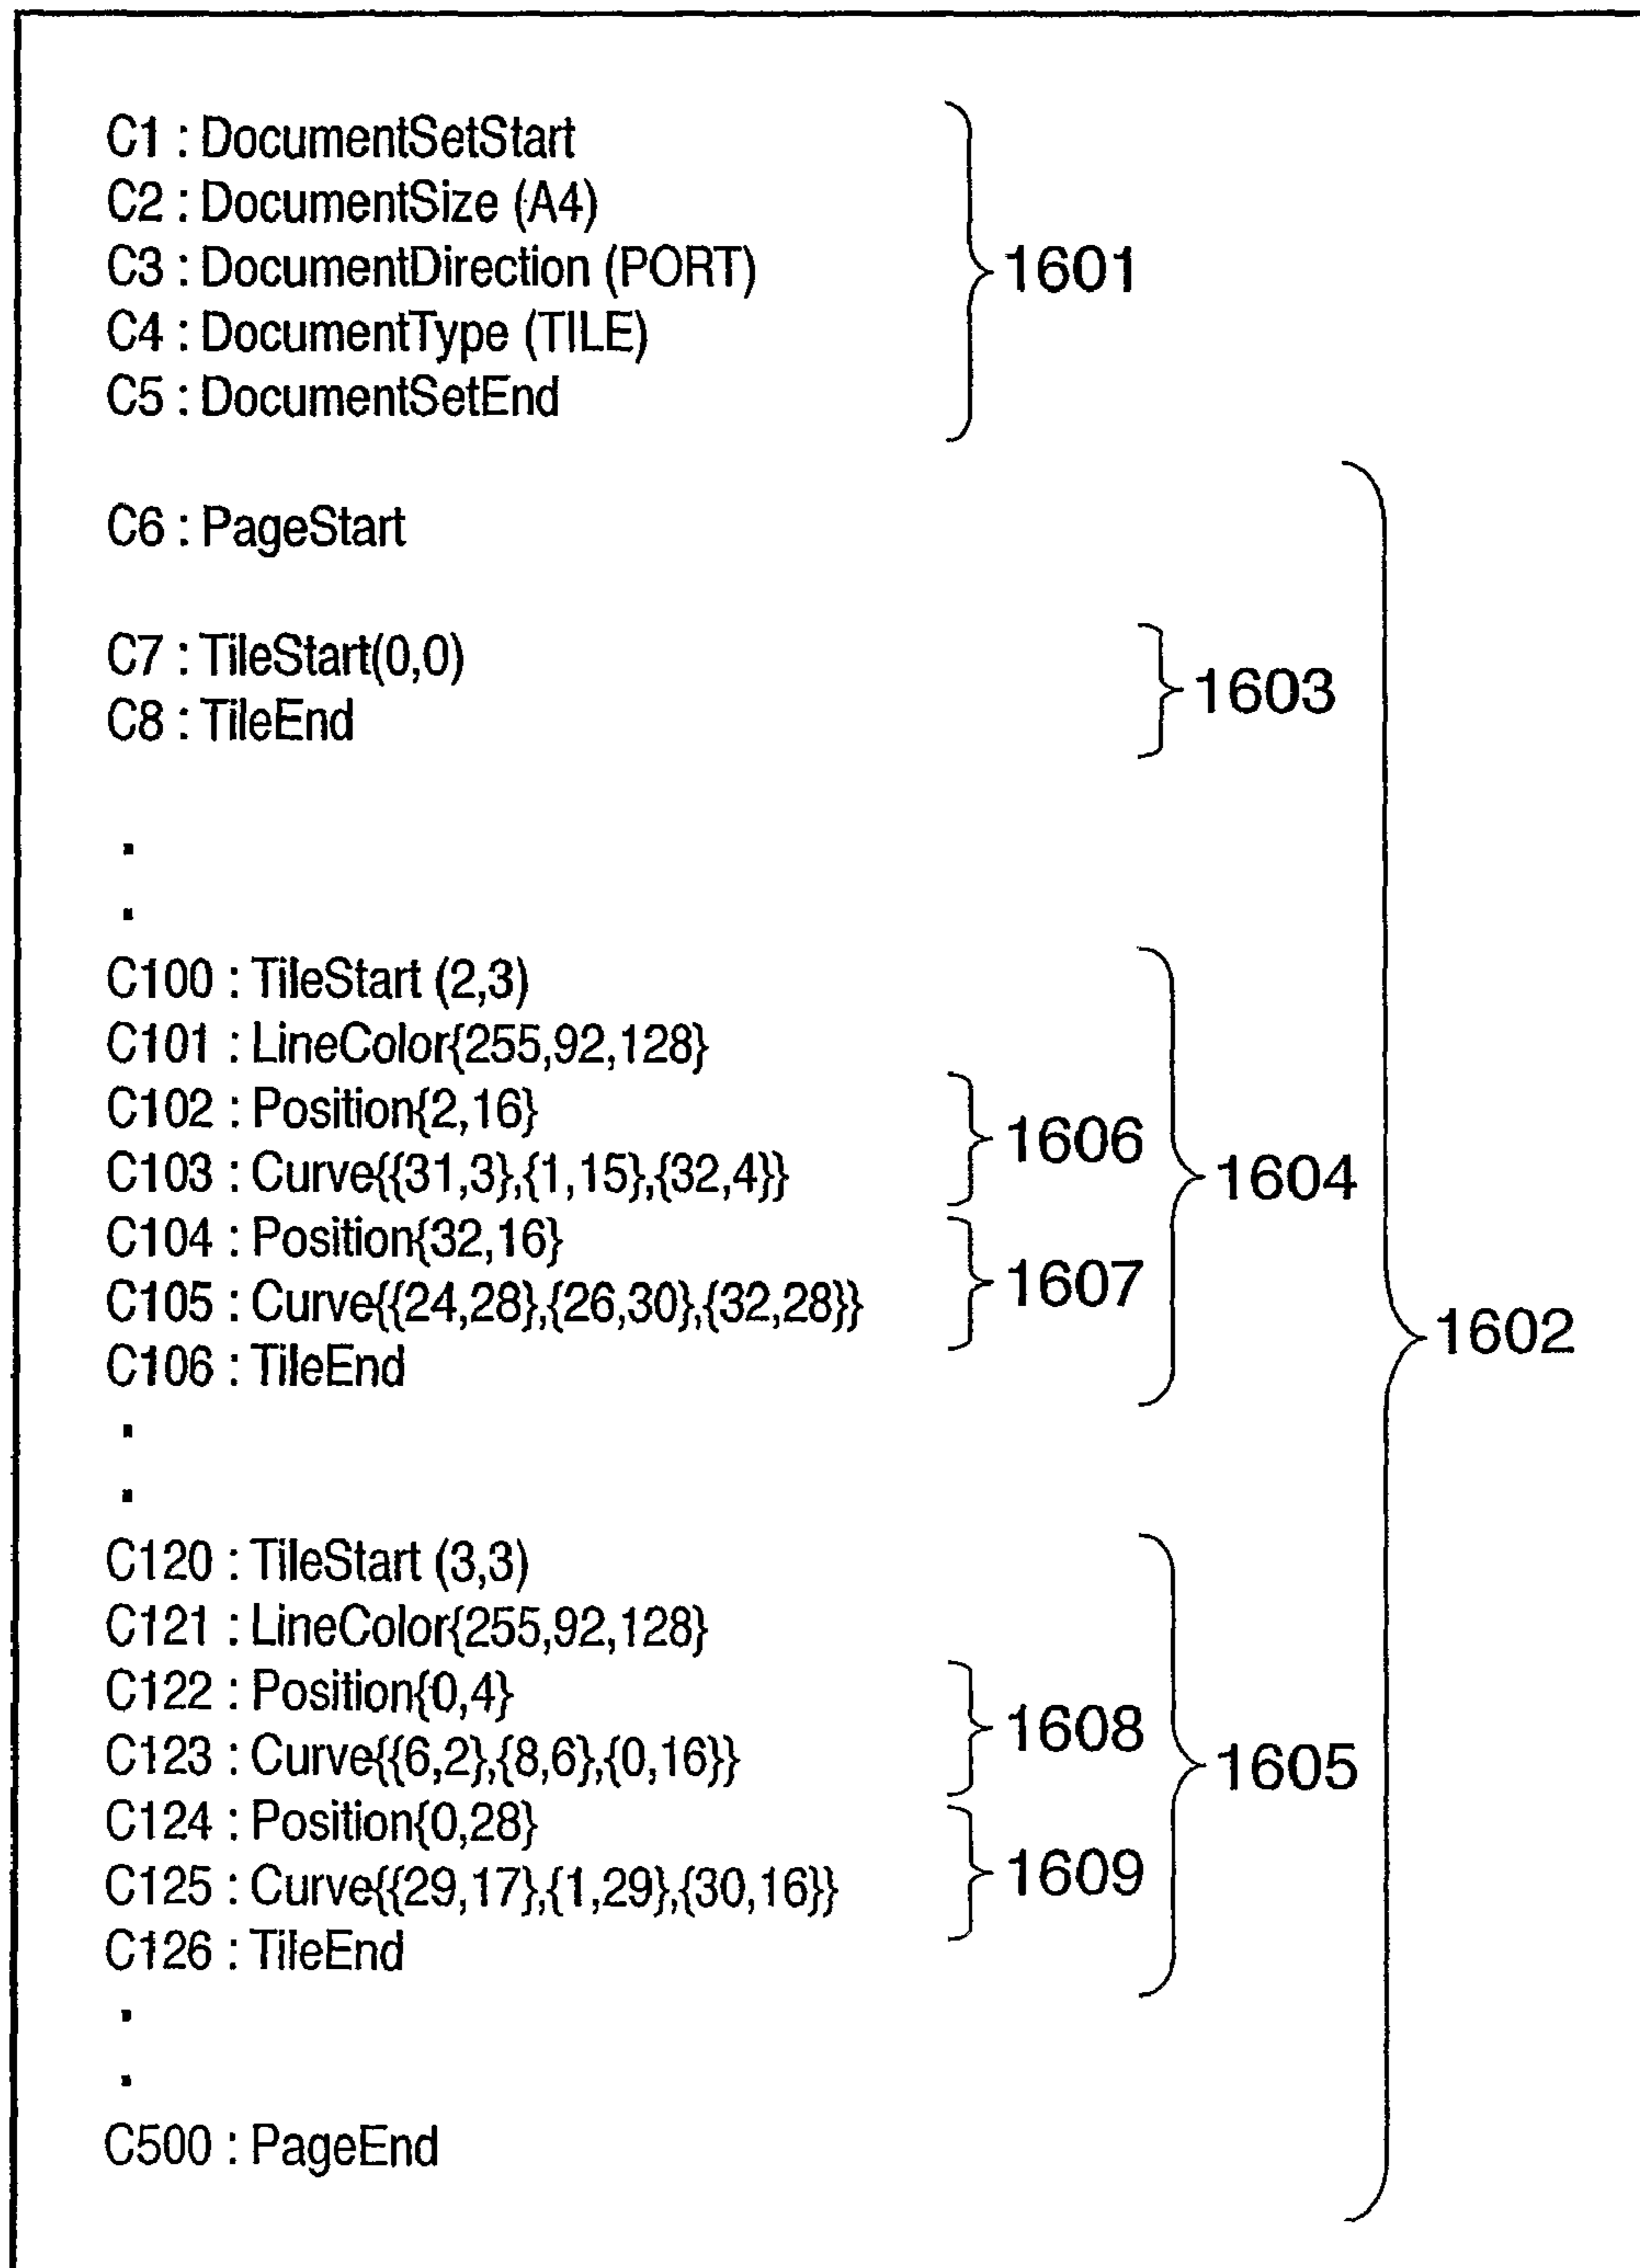 C1 : DocumentSetStart
C2 : DocumentSize (A4)
C3 : DocumentDirection (PORT)
1601
C4 : DocumentType (TILE)
C5 : DocumentSetEnd
C6 : PageStart
C7 : TileStart(0,0)
1603
C8 : TileEnd
.
.
C100 : TileStart (2,3)
C101 : LineColor{255,92,128}
C102 : Position{2,16}
1606
C103 : Curve{{31,3},{1,15},{32,4}}
1604
C104 : Position{32,16}
C105 : Curve{{24,28},{26,30},{32,28}}
1607
1602
C106 : TileEnd
.
.
C120 : TileStart (3,3)
C121 : LineColor{255,92,128}
C122 : Position{0,4}
1608
C123 : Curve{{6,2},{8,6},{0,16}}
1605
C124 : Position{0,28}
C125 : Curve{{29,17},{1,29},{30,16}}
1609
C126 : TileEnd
.
.
C500 : PageEnd